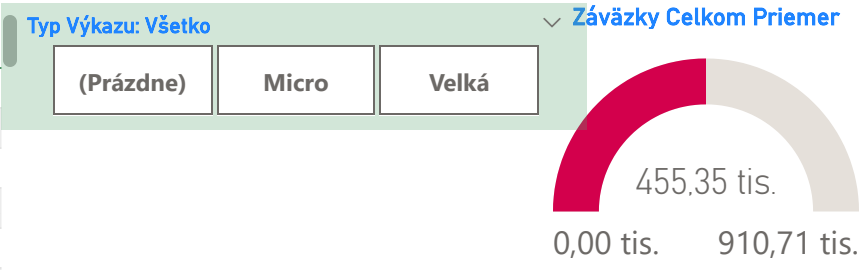 Typ Výkazu: Všetko
(Prázdne) Micro Velká
Záväzky Celkom Priemer
455,35 tis.
0,00 tis. 910,71 tis.